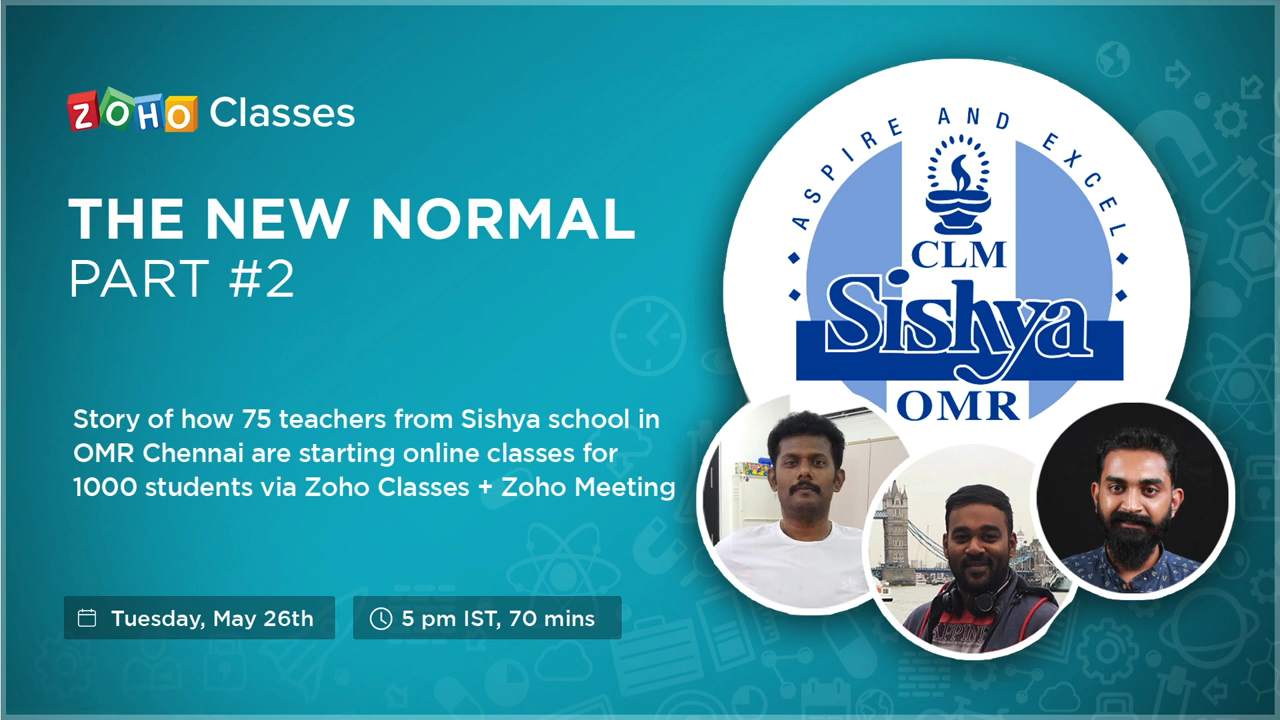 ZOHO Classes
THE NEW NORMAL
PART #2
Story of how 75 teachers from Sishya school in
OMR Chennai are starting online classes for
1000 students via Zoho Classes + Zoho Meeting
Tuesday, May 26th
5 pm IST, 70 mins
ASPIRE AND EXCEL
CLM
Sishya
OMR